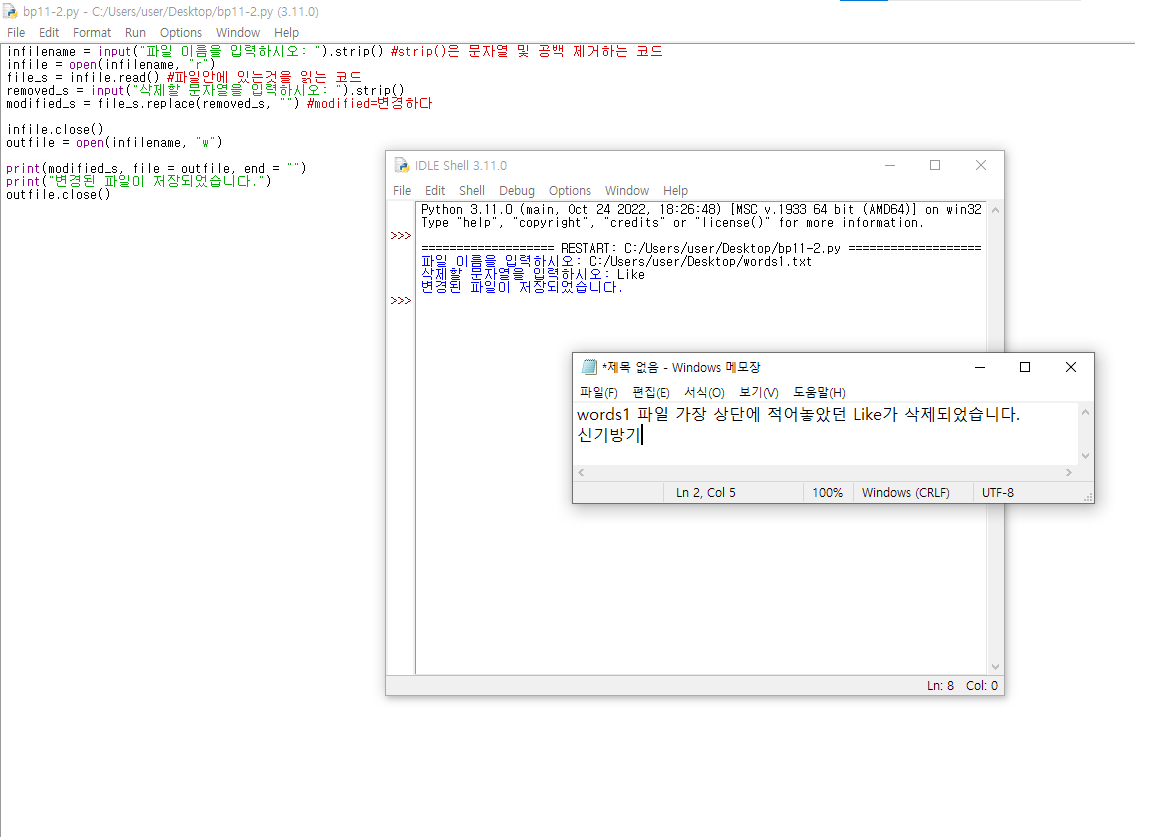 bp11-2.py - C:/Users/user/Desktop/bp11-2.py (3.11.0)
File Edit Format Run Options Window Help
infilename = input("파일 이름을 입력하시오: ").strip() #strip()은 문자열 및 공백 제거하는 코드
infile = open(infilename, "r")
file_s = infile.read() #파일안에 있는것을 읽는 코드
removed_s = input("삭제할 문자열을 입력하시오: ").strip()
modified_s = file_s.replace(removed_s, "") #modified=변경하다
infile.close()
outfile = open(infilename, "w")
print(modified_s, file = outfile, end = "")
print("변경된 파일이 저장되었습니다.")
outfile.close()
IDLE Shell 3.11.0
File Edit Shell Debug Options Window Help
Python 3.11.0 (main, Oct 24 2022, 18:26:48) [MSC v.1933 64 bit (AMD64)] on win32
Type "help", "copyright", "credits" or "license()" for more information.
>>>
=================== RESTART: C:/Users/user/Desktop/bp11-2.py ===================
파일 이름을 입력하시오: C:/Users/user/Desktop/words1.txt
삭제할 문자열을 입력하시오: Like
변경된 파일이 저장되었습니다.
>>>
*제목 없음 - Windows 메모장
파일(F) 편집(E) 서식(O) 보기(V) 도움말(H)
words1 파일 가장 상단에 적어놓았던 Like가 삭제되었습니다.
신기방기
Ln 2, Col 5 100% Windows (CRLF) UTF-8
Ln: 8 Col: 0